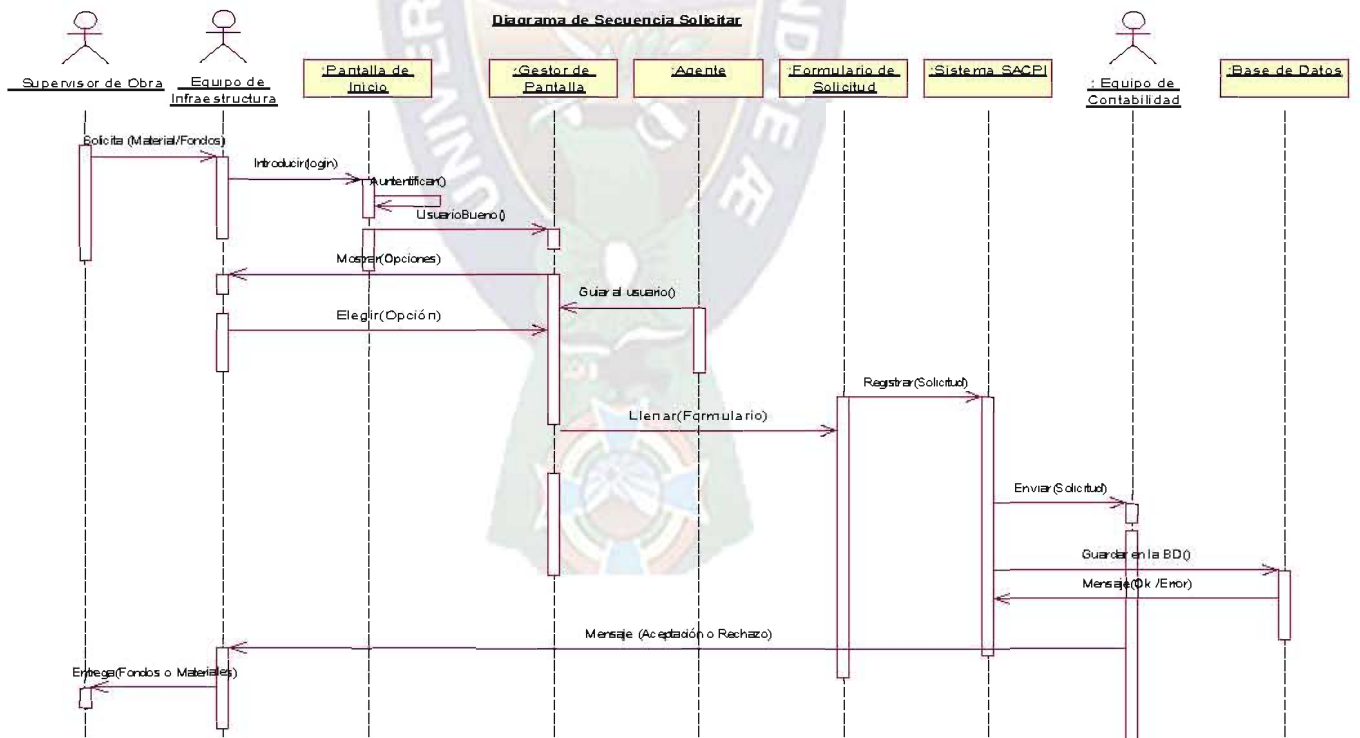 Diagrama de Secuencia Solicitar
Supervisor de Obra
Equipo de
Infraestructura
:Pantalla de
Inicio
:Gestor de
Pantalla
:Agente
:Formulario de
Solicitud
:Sistema SACPI
: Equipo de
Contabilidad
:Base de Datos
Solicita (Material/Fondos)
Introducir(login)
Auntentifican()
UsuarioBueno()
Mostrar(Opciones)
Guiar al usuario()
Elegir(Opción)
Registrar(Solicitud)
Llenar(Formulario)
Enviar(Solicitud)
Guardar en la BD()
Mensaje(Ok /Error)
Mensaje (Aceptación o Rechazo)
Entrega(Fondos o Materiales)
UNIVER
ANDREÆ